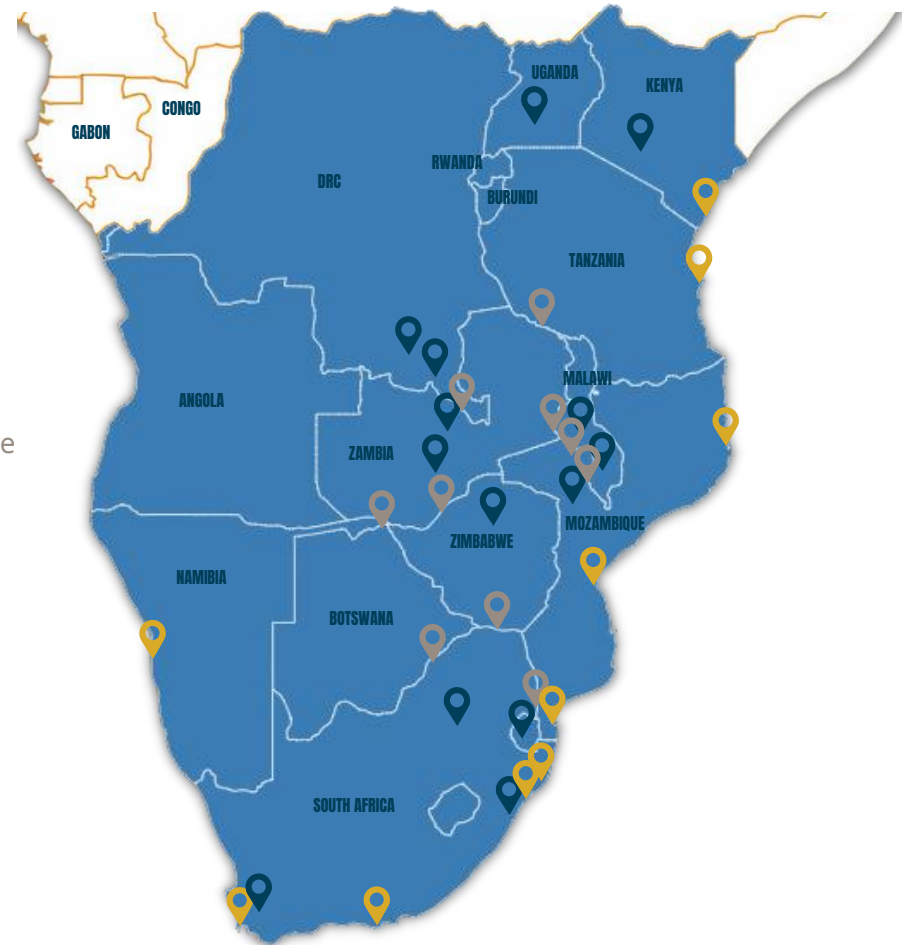 UGANDA
KENYA
CONGO
GABON
RWANDA
DRC
BURUNDI
TANZANIA
MALAWI
ANGOLA
e
ZAMBIA
MOZAMBIQUE
ZIMBABWE
NAMIBIA
BOTSWANA
SOUTH AFRICA